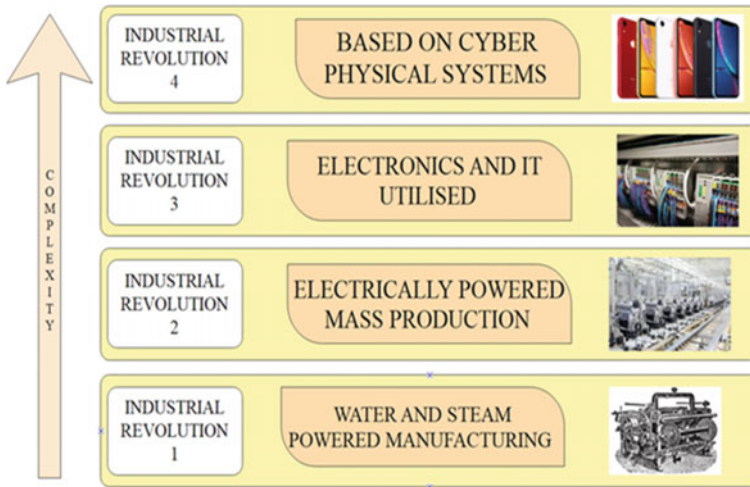 INDUSTRIAL
REVOLUTION
4
BASED ON CYBER
PHYSICAL SYSTEMS
INDUSTRIAL
REVOLUTION
3
ELECTRONICS AND IT
UTILISED
INDUSTRIAL
REVOLUTION
2
ELECTRICALLY POWERED
MASS PRODUCTION
INDUSTRIAL
REVOLUTION
1
WATER AND STEAM
POWERED MANUFACTURING
COMPLEXITY